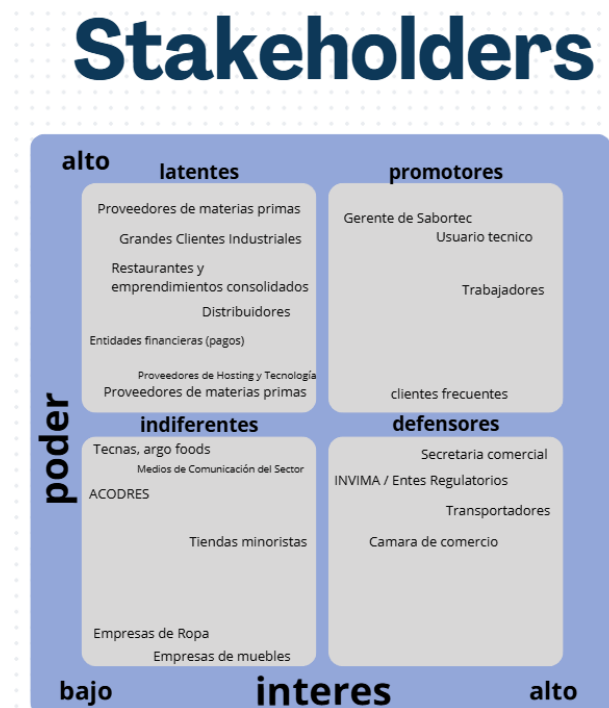 Stakeholders
alto
latentes
promotores
Proveedores de materias primas
Grandes Clientes Industriales
Restaurantes y
emprendimientos consolidados
Distribuidores
Entidades financieras (pagos)
Proveedores de Hosting y Tecnología
Proveedores de materias primas
Gerente de Sabortec
Usuario tecnico
Trabajadores
clientes frecuentes
poder
indiferentes
defensores
Tecnas, argo foods
Medios de Comunicación del Sector
ACODRES
Tiendas minoristas
Empresas de Ropa
Empresas de muebles
Secretaria comercial
INVIMA / Entes Regulatorios
Transportadores
Camara de comercio
bajo
interes
alto